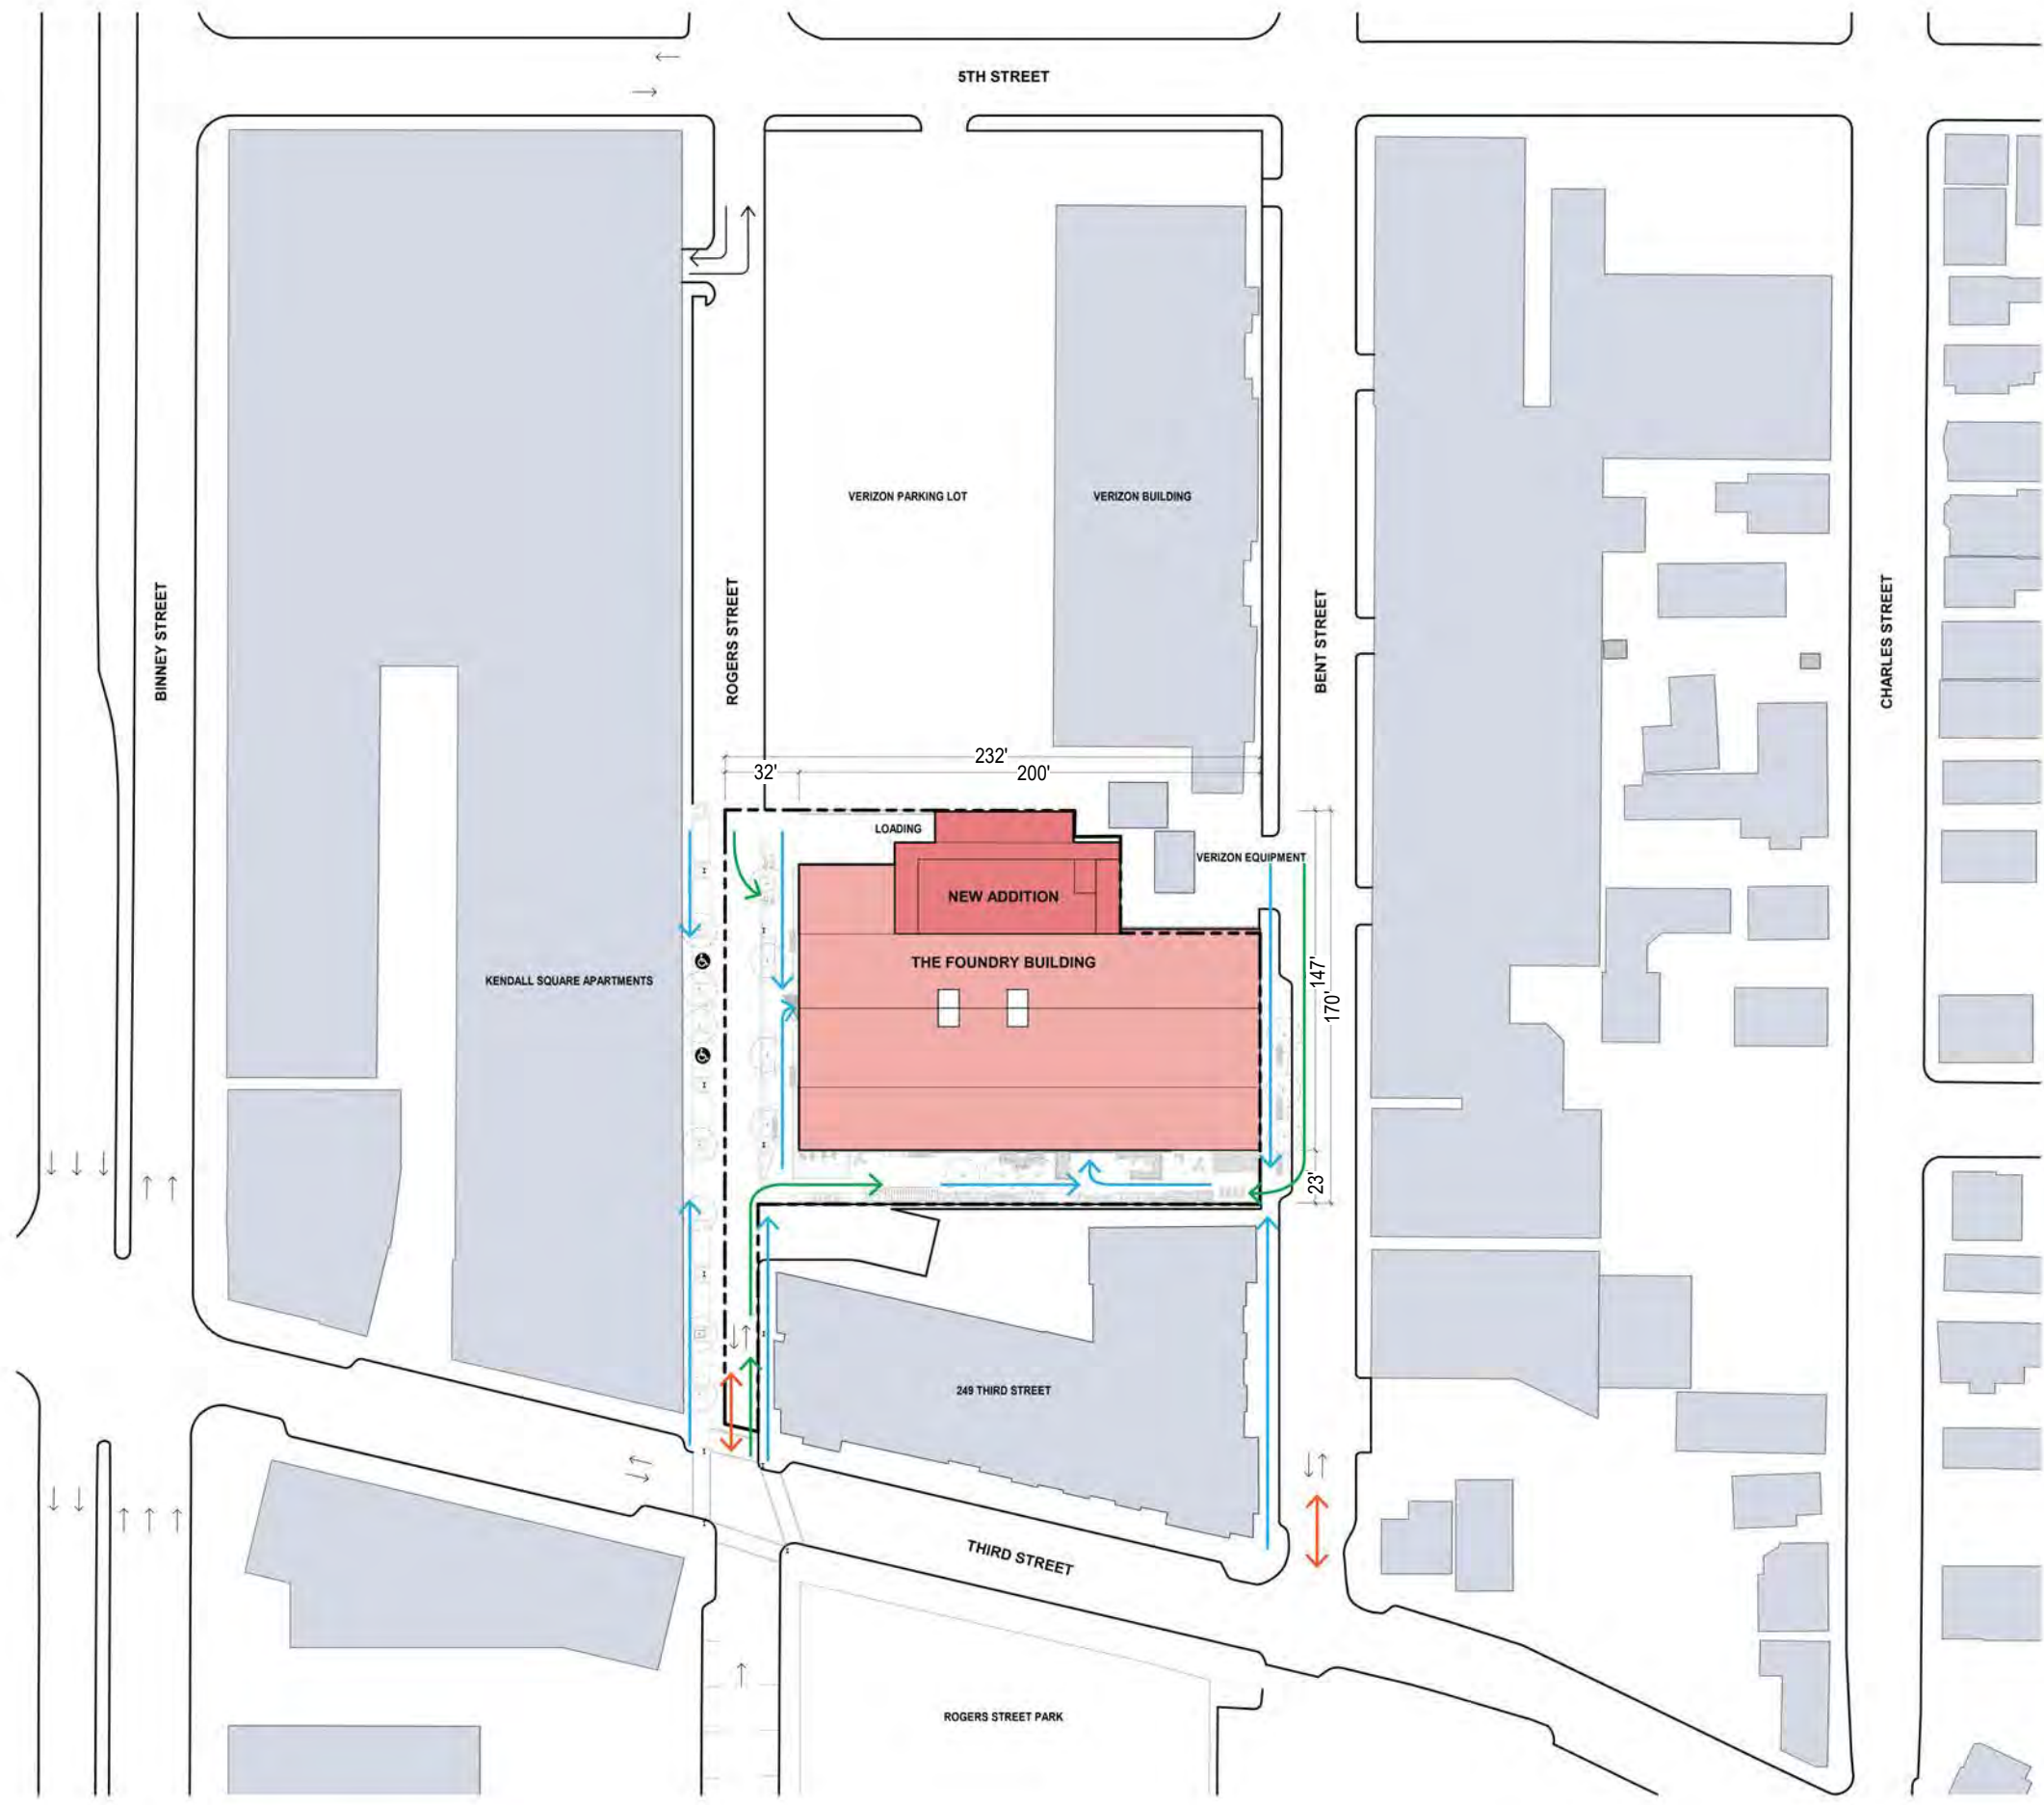 5TH STREET
VERIZON PARKING LOT
VERIZON BUILDING
BINNEY STREET
ROGERS STREET
BENT STREET
CHARLES STREET
232'
32'
200'
LOADING
VERIZON EQUIPMENT
NEW ADDITION
THE FOUNDRY BUILDING
KENDALL SQUARE APARTMENTS
147'
170'
23'
249 THIRD STREET
THIRD STREET
ROGERS STREET PARK